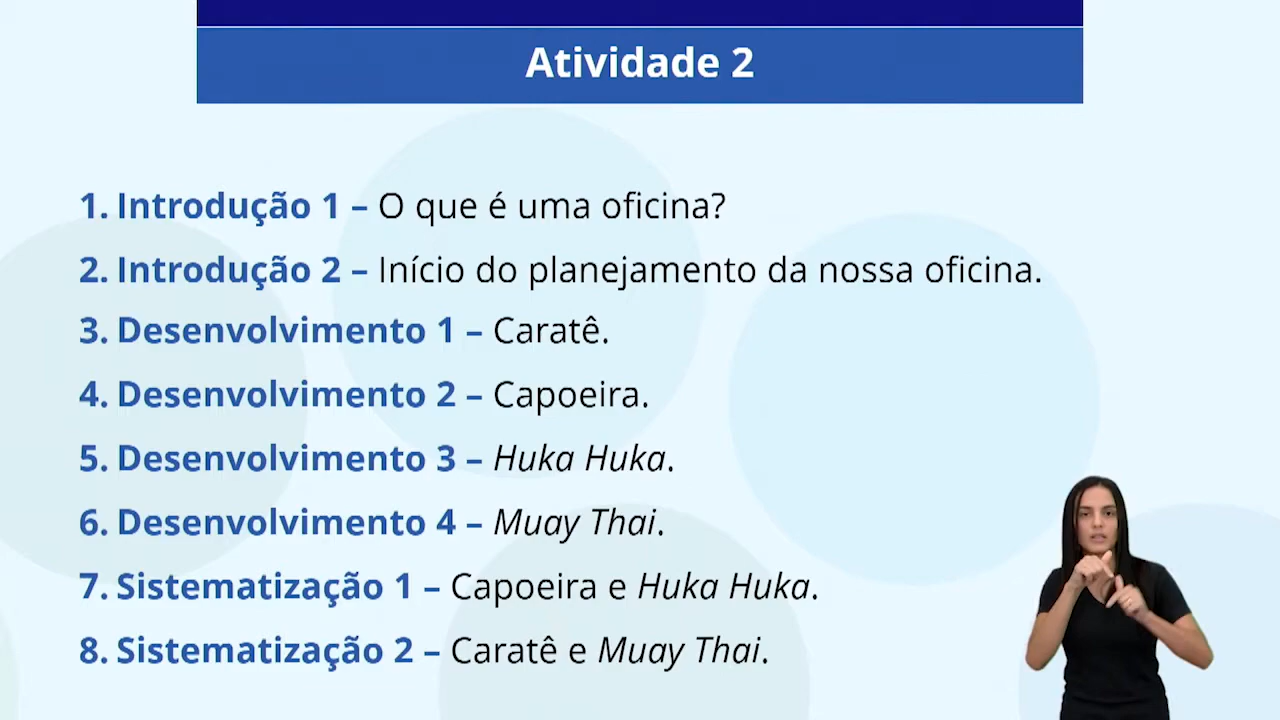 Atividade 2
1. Introdução 1 – O que é uma oficina?
2. Introdução 2 – Início do planejamento da nossa oficina.
3. Desenvolvimento 1 – Caratê.
4. Desenvolvimento 2 – Capoeira.
5. Desenvolvimento 3 – Huka Huka.
6. Desenvolvimento 4 – Muay Thai.
7. Sistematização 1 – Capoeira e Huka Huka.
8. Sistematização 2 – Caratê e Muay Thai.